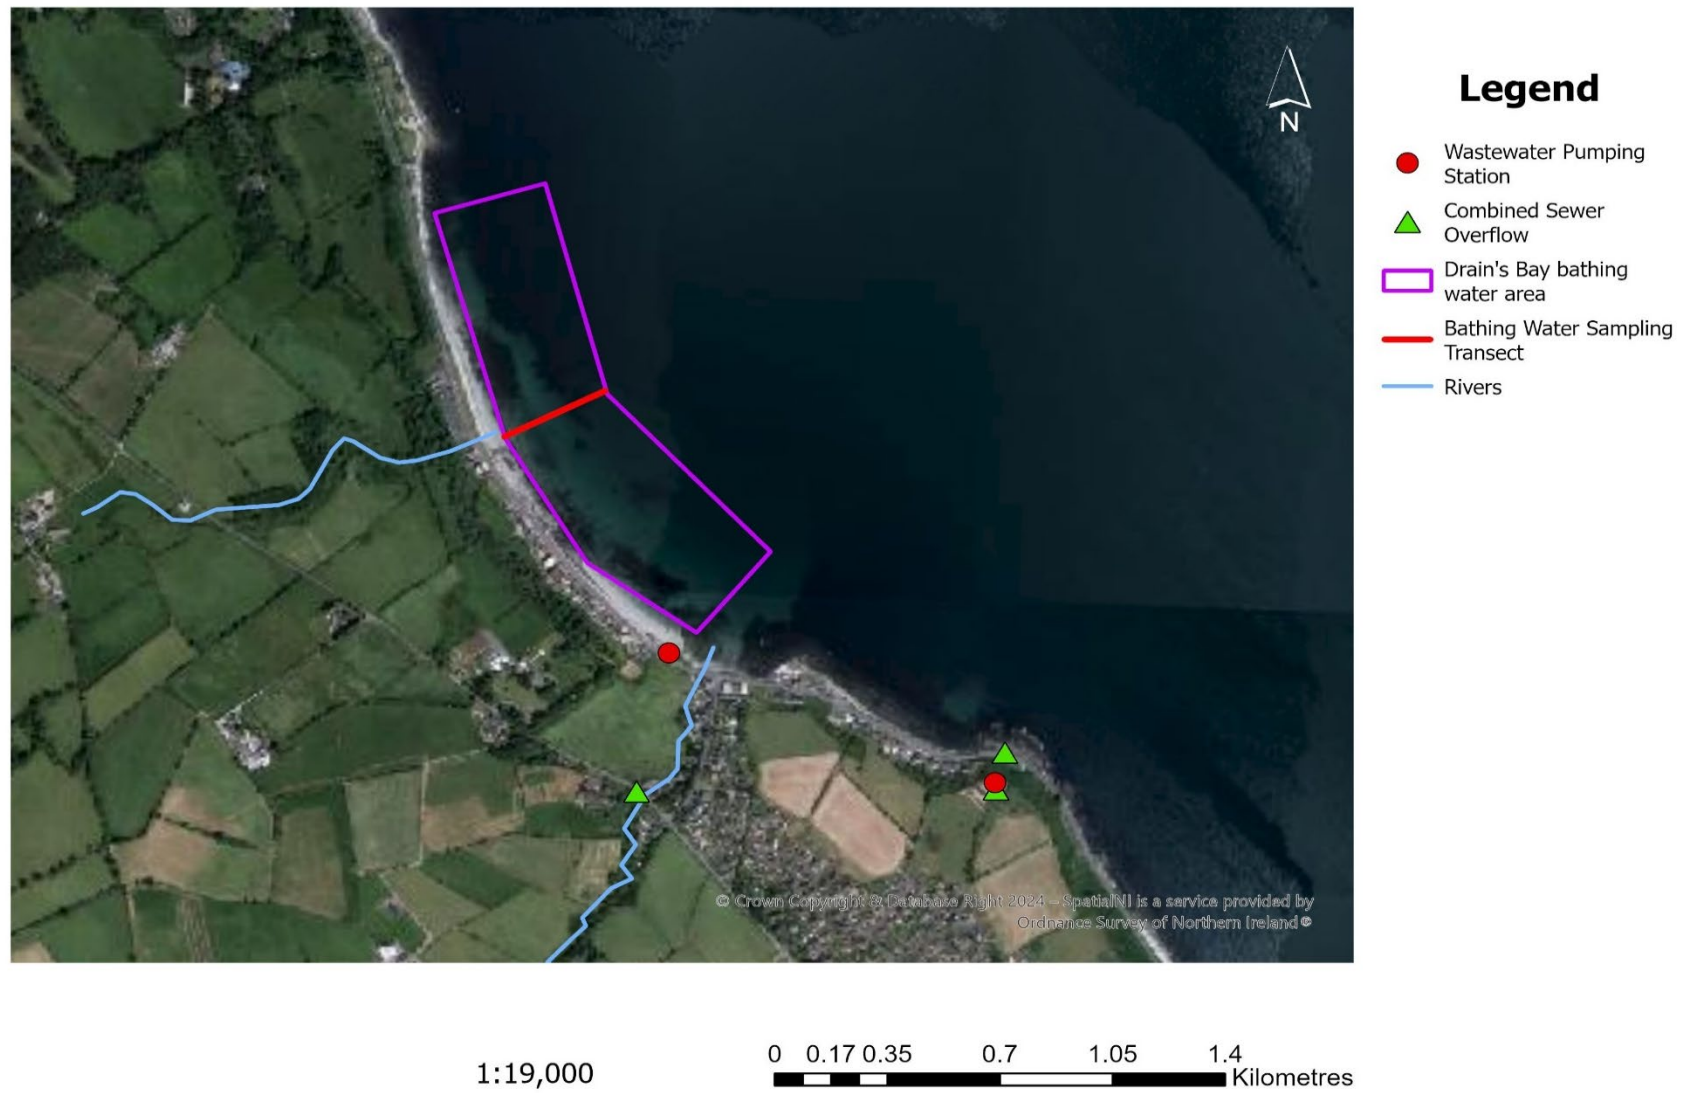 N
Legend
Wastewater Pumping
Station
Combined Sewer
Overflow
Drain's Bay bathing
water area
Bathing Water Sampling
Transect
Rivers
© Crown Copyright & Database Right 2024 – SpatialNI is a service provided by
Ordnance Survey of Northern Ireland©
1:19,000
0 0.17 0.35 0.7 1.05 1.4
Kilometres